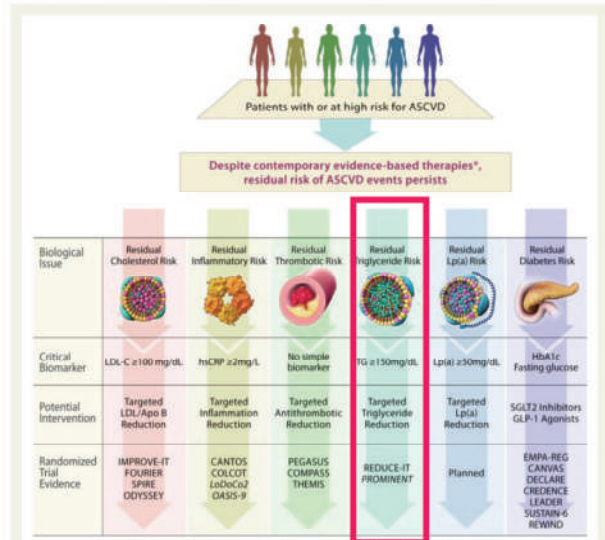 Patients with or at high risk for ASCVD
Despite contemporary evidence-based therapies*,
residual risk of ASCVD events persists
Biological
Issue
Residual
Cholesterol Risk
Residual
Inflammatory Risk
Residual
Thrombotic Risk
Residual
Triglyceride Risk
Residual
Lp(a) Risk
Residual
Diabetes Risk
Critical
Biomarker
LDL-C ≥100 mg/dL
hsCRP ≥2mg/L
No simple
biomarker
TG ≥150mg/dL
Lp(a) ≥50mg/dL
HbA1c
Fasting glucose
Potential
Intervention
Targeted
LDL/Apo B
Reduction
Targeted
Inflammation
Reduction
Targeted
Antithrombotic
Reduction
Targeted
Triglyceride
Reduction
Targeted
Lp(a)
Reduction
SGLT2 Inhibitors
GLP-1 Agonists
Randomized
Trial
Evidence
IMPROVE-IT
FOURIER
SPIRE
ODYSSEY
CANTOS
COLCOT
LoDoCo2
OASIS-9
PEGASUS
COMPASS
THEMIS
REDUCE-IT
PROMINENT
Planned
EMPA-REG
CANVAS
DECLARE
CREDENCE
LEADER
SUSTAIN-6
REWIND